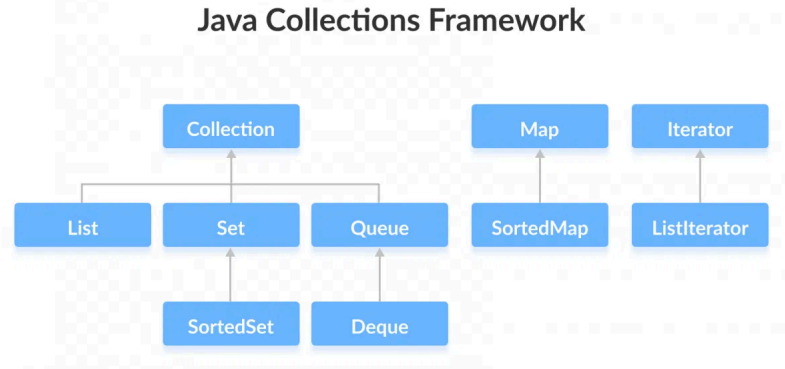 Java Collections Framework
Collection
Map
Iterator
List
Set
Queue
SortedMap
ListIterator
SortedSet
Deque